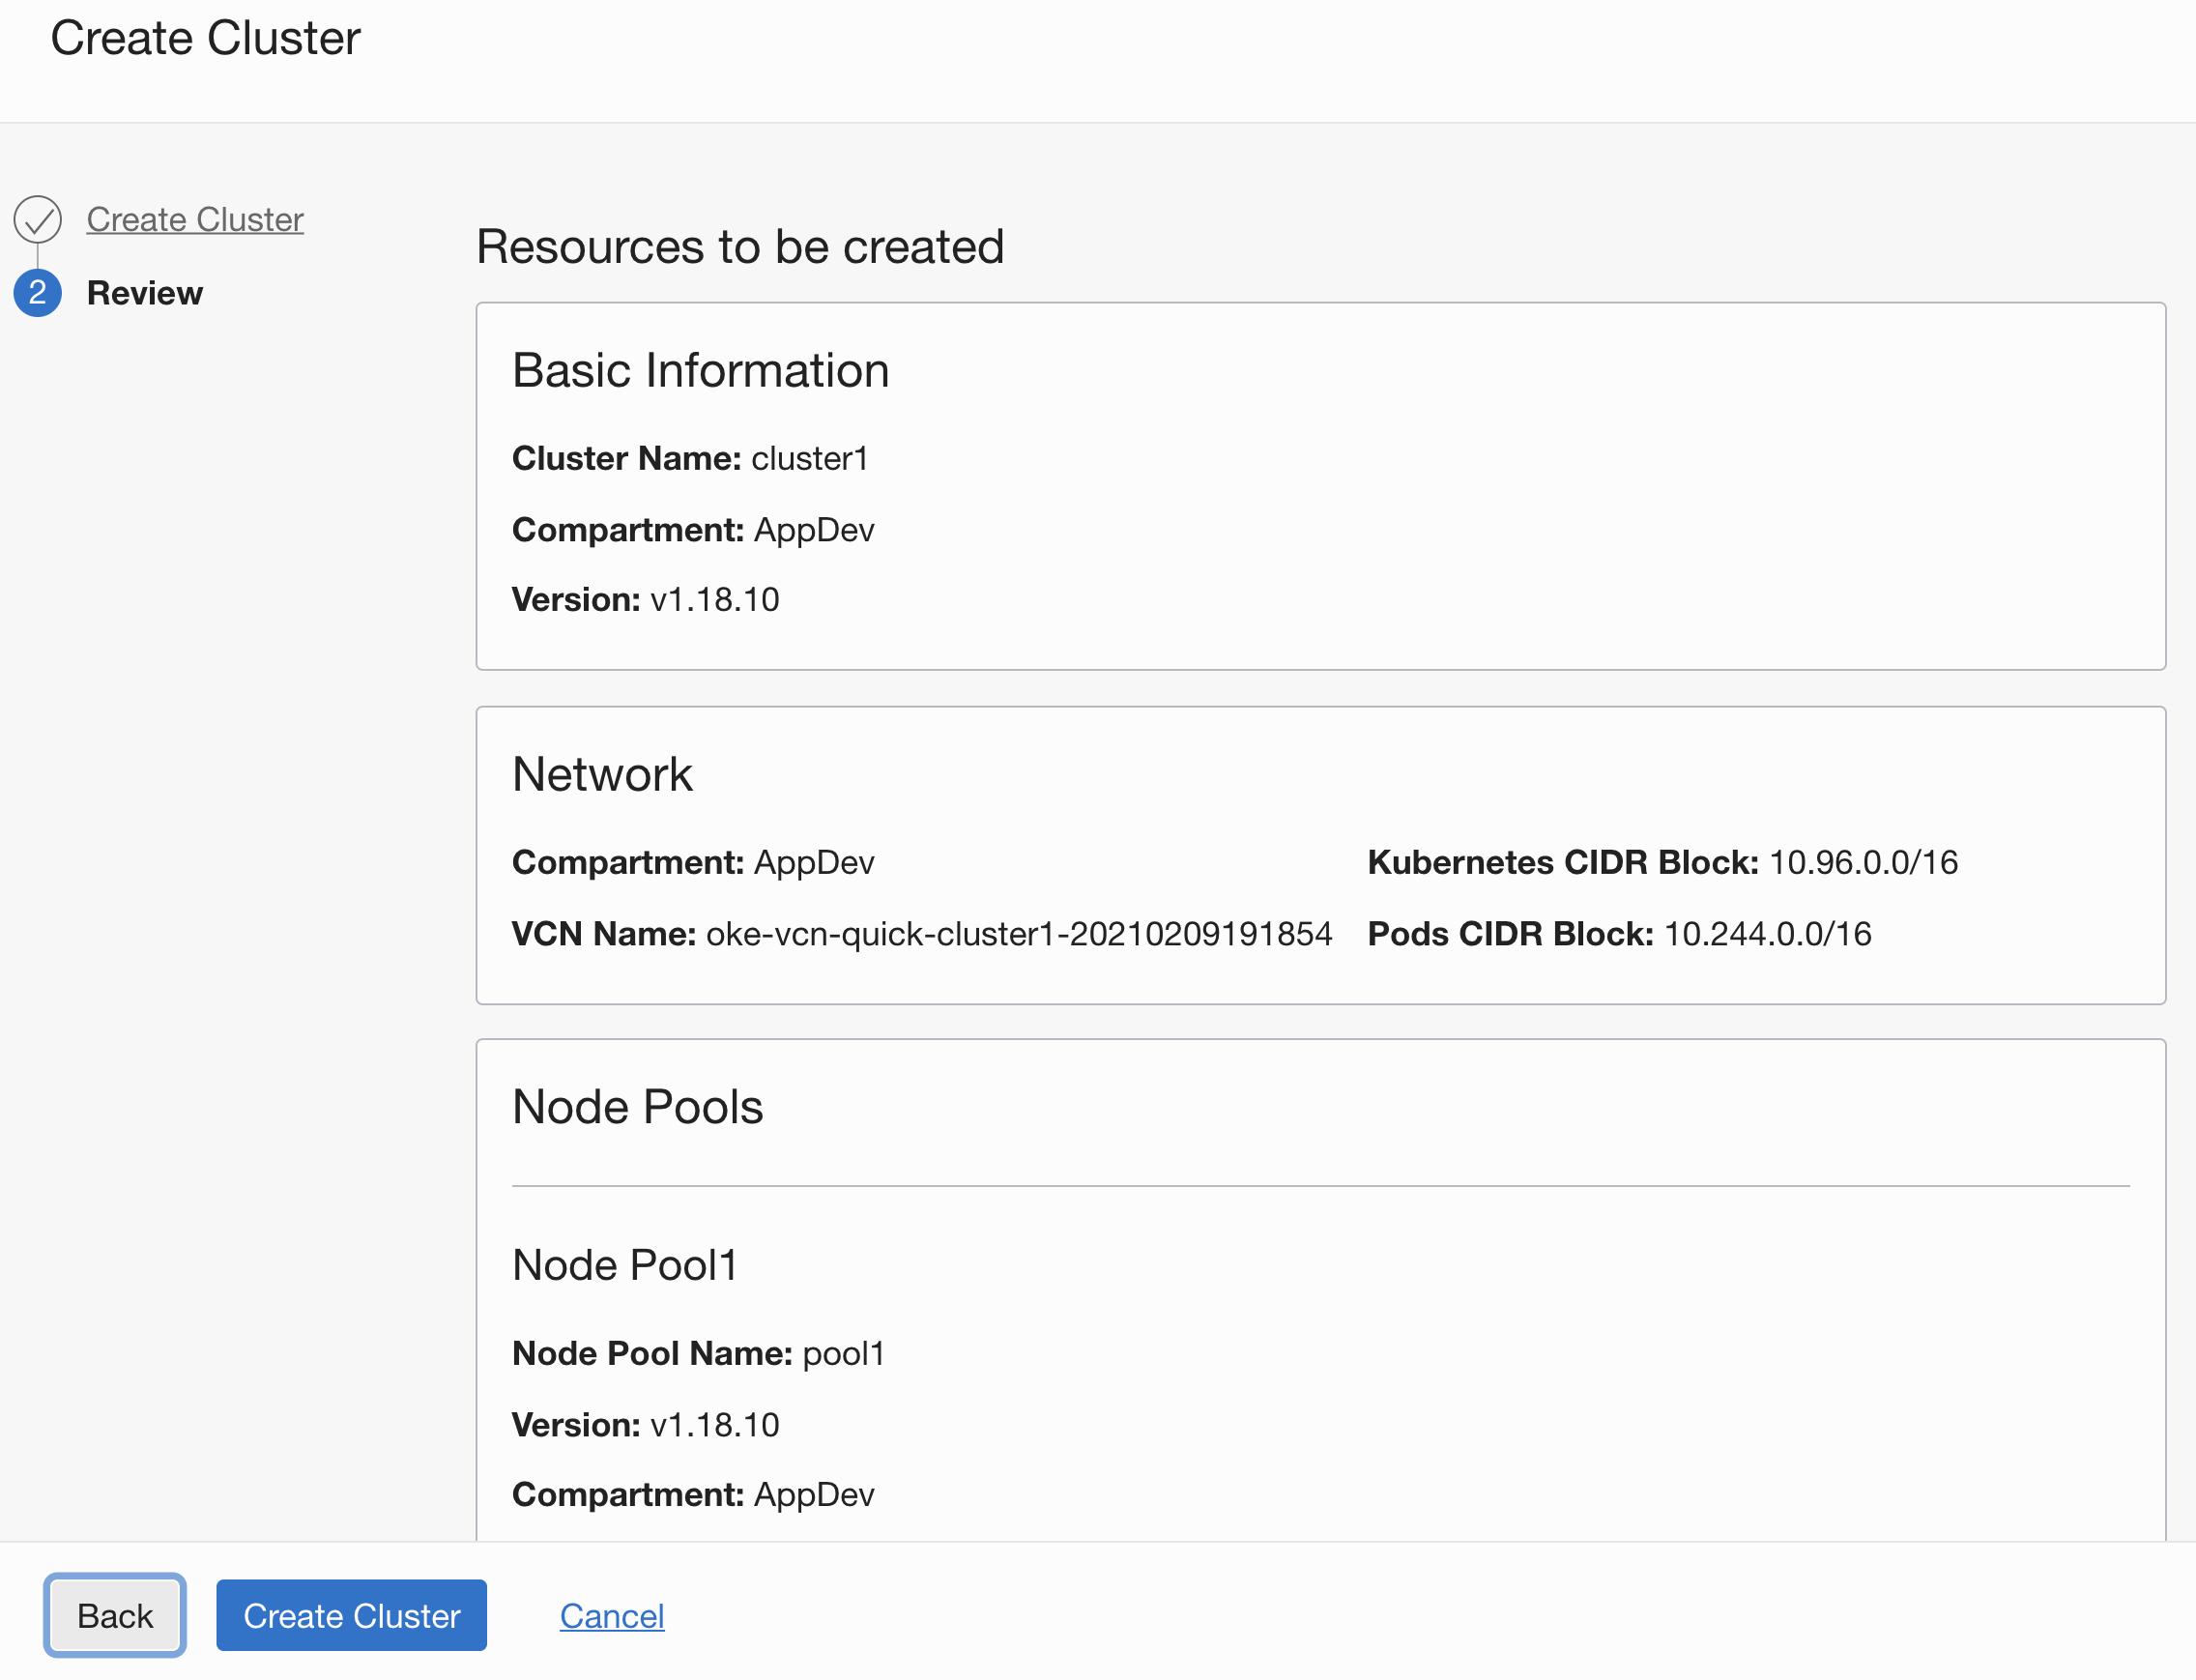 Create Cluster
Create Cluster
2 Review
Resources to be created
Basic Information
Cluster Name: cluster1
Compartment: AppDev
Version: v1.18.10
Network
Compartment: AppDev
Kubernetes CIDR Block: 10.96.0.0/16
VCN Name: oke-vcn-quick-cluster1-20210209191854
Pods CIDR Block: 10.244.0.0/16
Node Pools
Node Pool1
Node Pool Name: pool1
Version: v1.18.10
Compartment: AppDev
Back
Create Cluster
Cancel